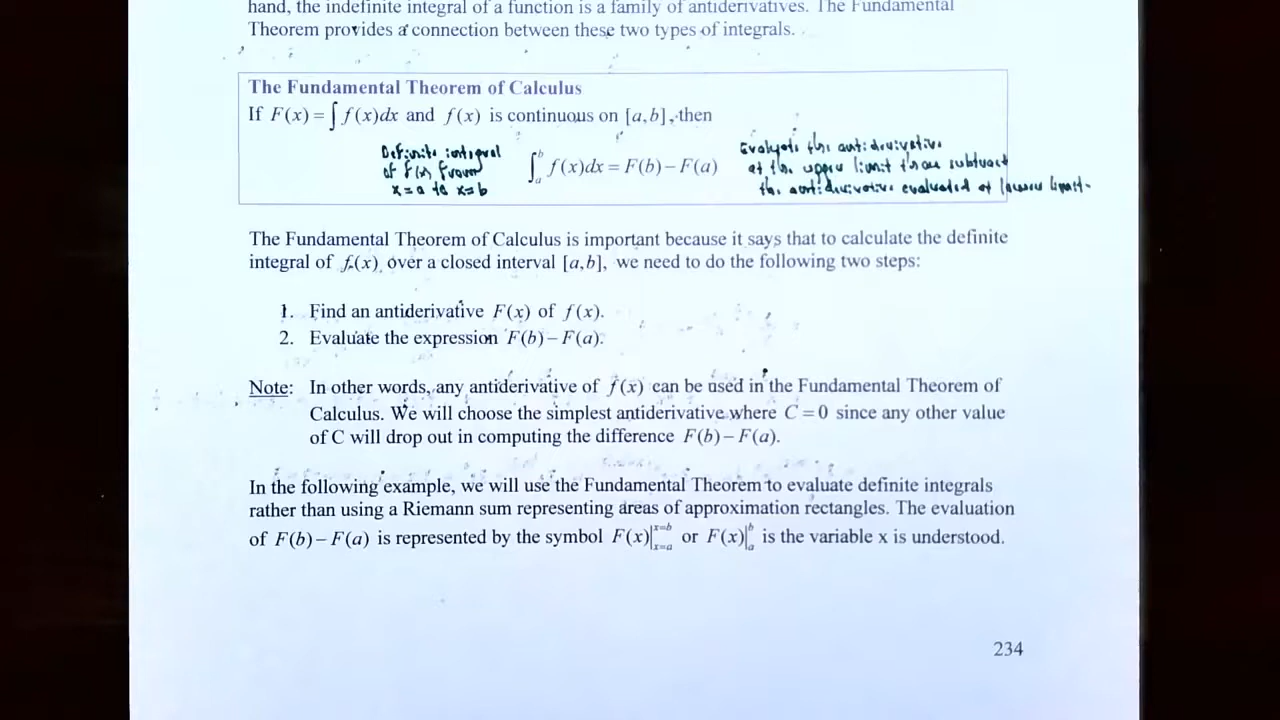 hand, the indefinite integral of a function is a family of antiderivatives. The Fundamental
Theorem provides a connection between these two types of integrals.
The Fundamental Theorem of Calculus
If F(x) = ∫ f(x)dx and f(x) is continuous on [a,b], then
Definite integral
of f(x) from
x=a to x=b
∫_a^b f(x)dx = F(b) − F(a)
Evaluate the antiderivative
at the upper limit then subtract
the antiderivative evaluated at lower limit.
The Fundamental Theorem of Calculus is important because it says that to calculate the definite
integral of f(x) over a closed interval [a,b], we need to do the following two steps:
1. Find an antiderivative F(x) of f(x).
2. Evaluate the expression F(b) − F(a).
Note: In other words, any antiderivative of f(x) can be used in the Fundamental Theorem of
Calculus. We will choose the simplest antiderivative where C = 0 since any other value
of C will drop out in computing the difference F(b) − F(a).
In the following example, we will use the Fundamental Theorem to evaluate definite integrals
rather than using a Riemann sum representing areas of approximation rectangles. The evaluation
of F(b) − F(a) is represented by the symbol F(x)|_{x=a}^{x=b} or F(x)|_a^b is the variable x is understood.
234